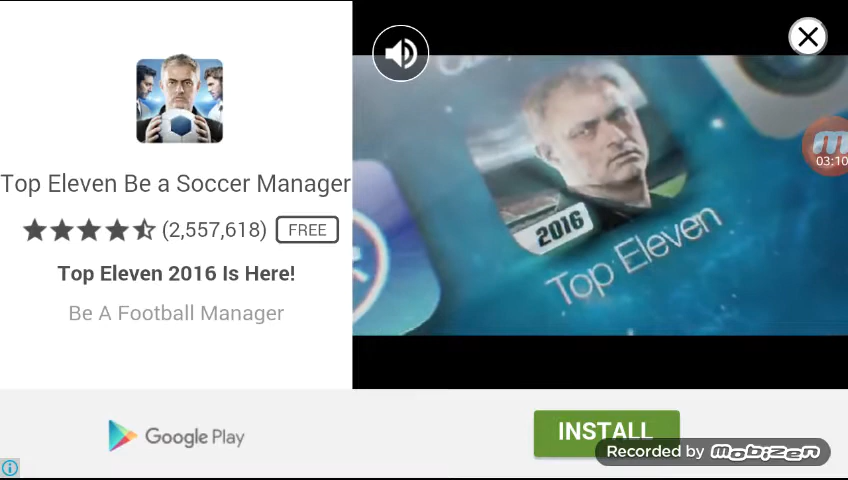 Top Eleven Be a Soccer Manager
(2,557,618) FREE
Top Eleven 2016 Is Here!
Be A Football Manager
2016
Top Eleven
03:10
Google Play
INSTALL
Recorded by mobizen